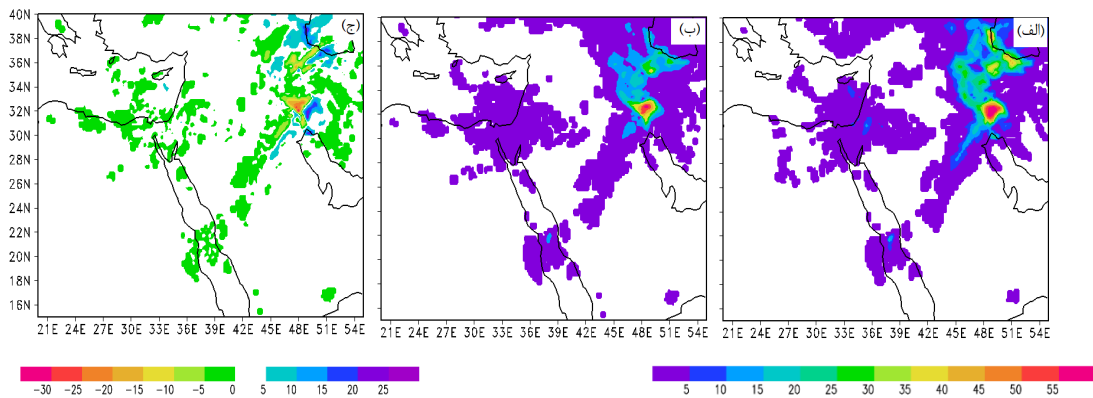 (ج)
(ب)
(الف)
40N
38N
36N
34N
32N
30N
28N
26N
24N
22N
20N
18N
16N
21E 24E 27E 30E 33E 36E 39E 42E 45E 48E 51E 54E
21E 24E 27E 30E 33E 36E 39E 42E 45E 48E 51E 54E
21E 24E 27E 30E 33E 36E 39E 42E 45E 48E 51E 54E
-30 -25 -20 -15 -10 -5 0
5 10 15 20 25
5 10 15 20 25 30 35 40 45 50 55